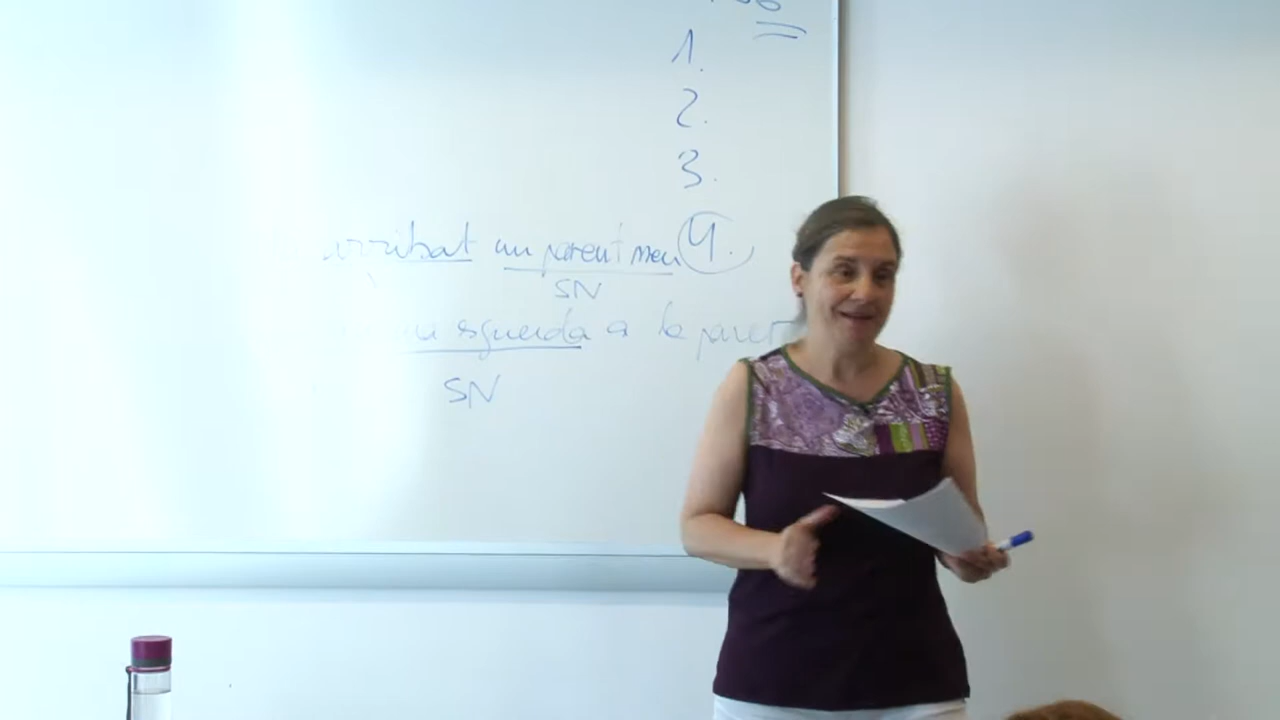 1.
2.
3.
arribat un parent meu 4.
SN
esquerda a la paret
SN